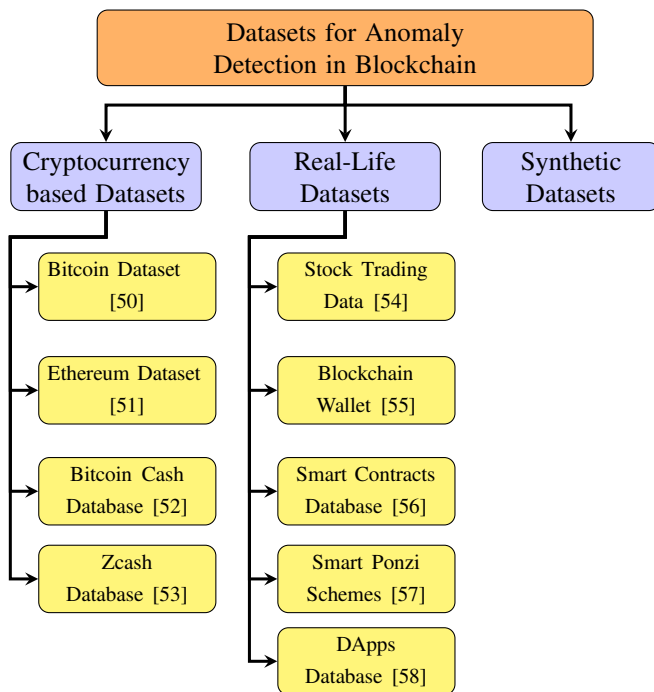 Datasets for Anomaly
Detection in Blockchain
Cryptocurrency
based Datasets
Real-Life
Datasets
Synthetic
Datasets
Bitcoin Dataset
[50]
Ethereum Dataset
[51]
Bitcoin Cash
Database [52]
Zcash
Database [53]
Stock Trading
Data [54]
Blockchain
Wallet [55]
Smart Contracts
Database [56]
Smart Ponzi
Schemes [57]
DApps
Database [58]